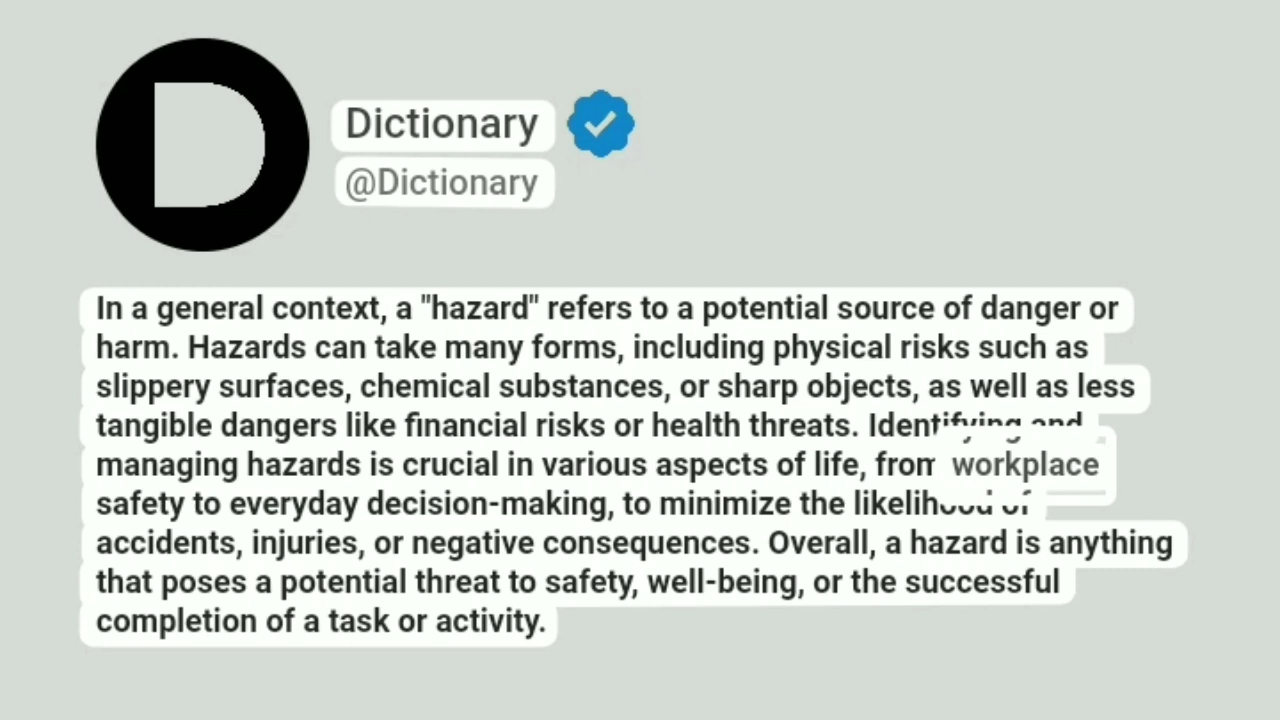 D
Dictionary
@Dictionary
In a general context, a "hazard" refers to a potential source of danger or
harm. Hazards can take many forms, including physical risks such as
slippery surfaces, chemical substances, or sharp objects, as well as less
tangible dangers like financial risks or health threats. Identifying and
managing hazards is crucial in various aspects of life, from workplace
safety to everyday decision-making, to minimize the likelihood of
accidents, injuries, or negative consequences. Overall, a hazard is anything
that poses a potential threat to safety, well-being, or the successful
completion of a task or activity.